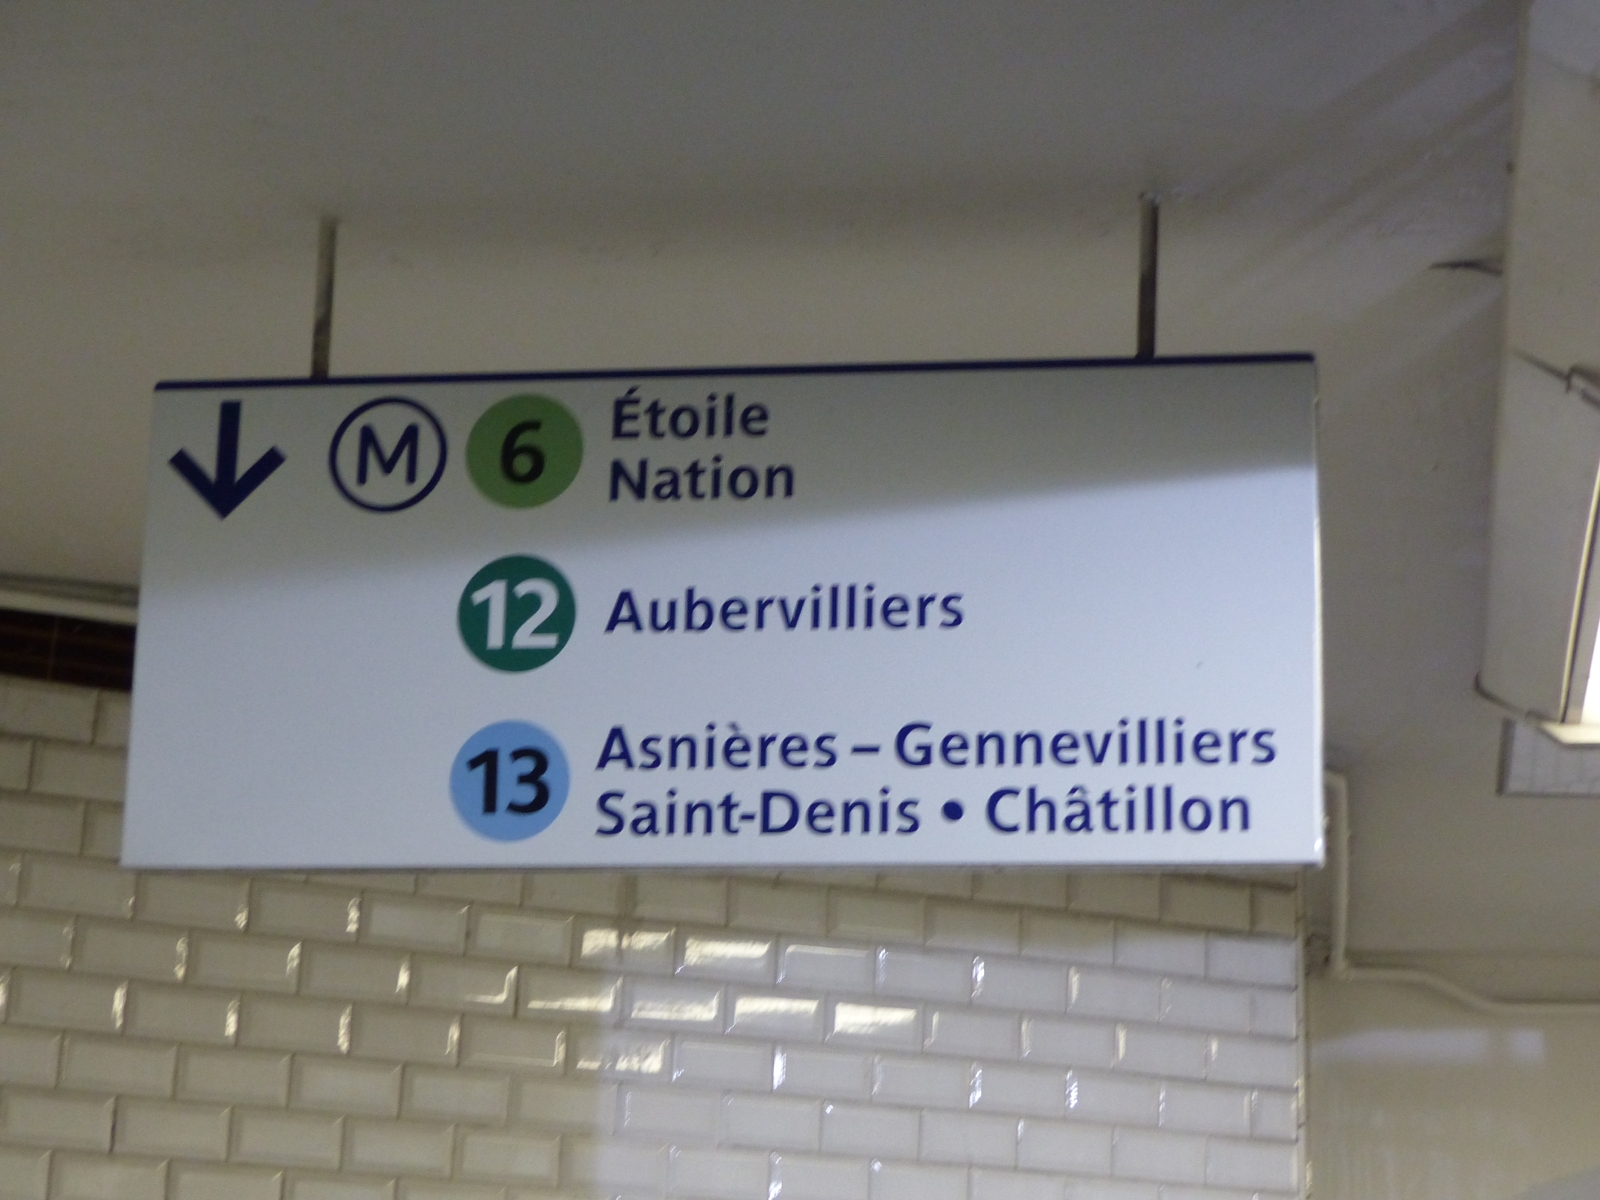 M 6 Étoile
Nation
12 Aubervilliers
13 Asnières – Gennevilliers
Saint-Denis • Châtillon